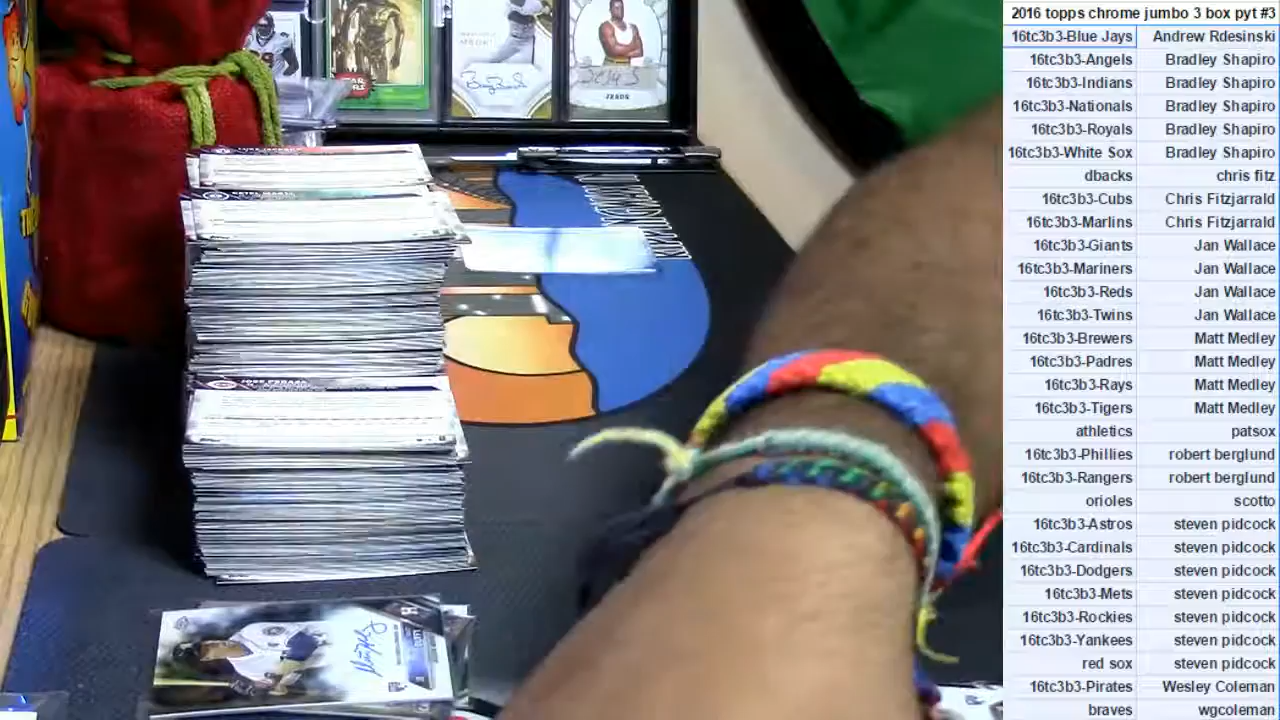 2016 topps chrome jumbo 3 box pyt #3
16tc3b3-Blue Jays Andrew Rdesinski
16tc3b3-Angels Bradley Shapiro
16tc3b3-Indians Bradley Shapiro
16tc3b3-Nationals Bradley Shapiro
16tc3b3-Royals Bradley Shapiro
16tc3b3-White Sox Bradley Shapiro
dbacks chris fitz
16tc3b3-Cubs Chris Fitzjarrald
16tc3b3-Marlins Chris Fitzjarrald
16tc3b3-Giants Jan Wallace
16tc3b3-Mariners Jan Wallace
16tc3b3-Reds Jan Wallace
16tc3b3-Twins Jan Wallace
16tc3b3-Brewers Matt Medley
16tc3b3-Padres Matt Medley
16tc3b3-Rays Matt Medley
16tc3b3-Tigers Matt Medley
athletics patsox
16tc3b3-Phillies robert berglund
16tc3b3-Rangers robert berglund
orioles scotto
16tc3b3-Astros steven pidcock
16tc3b3-Cardinals steven pidcock
16tc3b3-Dodgers steven pidcock
16tc3b3-Mets steven pidcock
16tc3b3-Rockies steven pidcock
16tc3b3-Yankees steven pidcock
red sox steven pidcock
16tc3b3-Pirates Wesley Coleman
braves wgcoleman